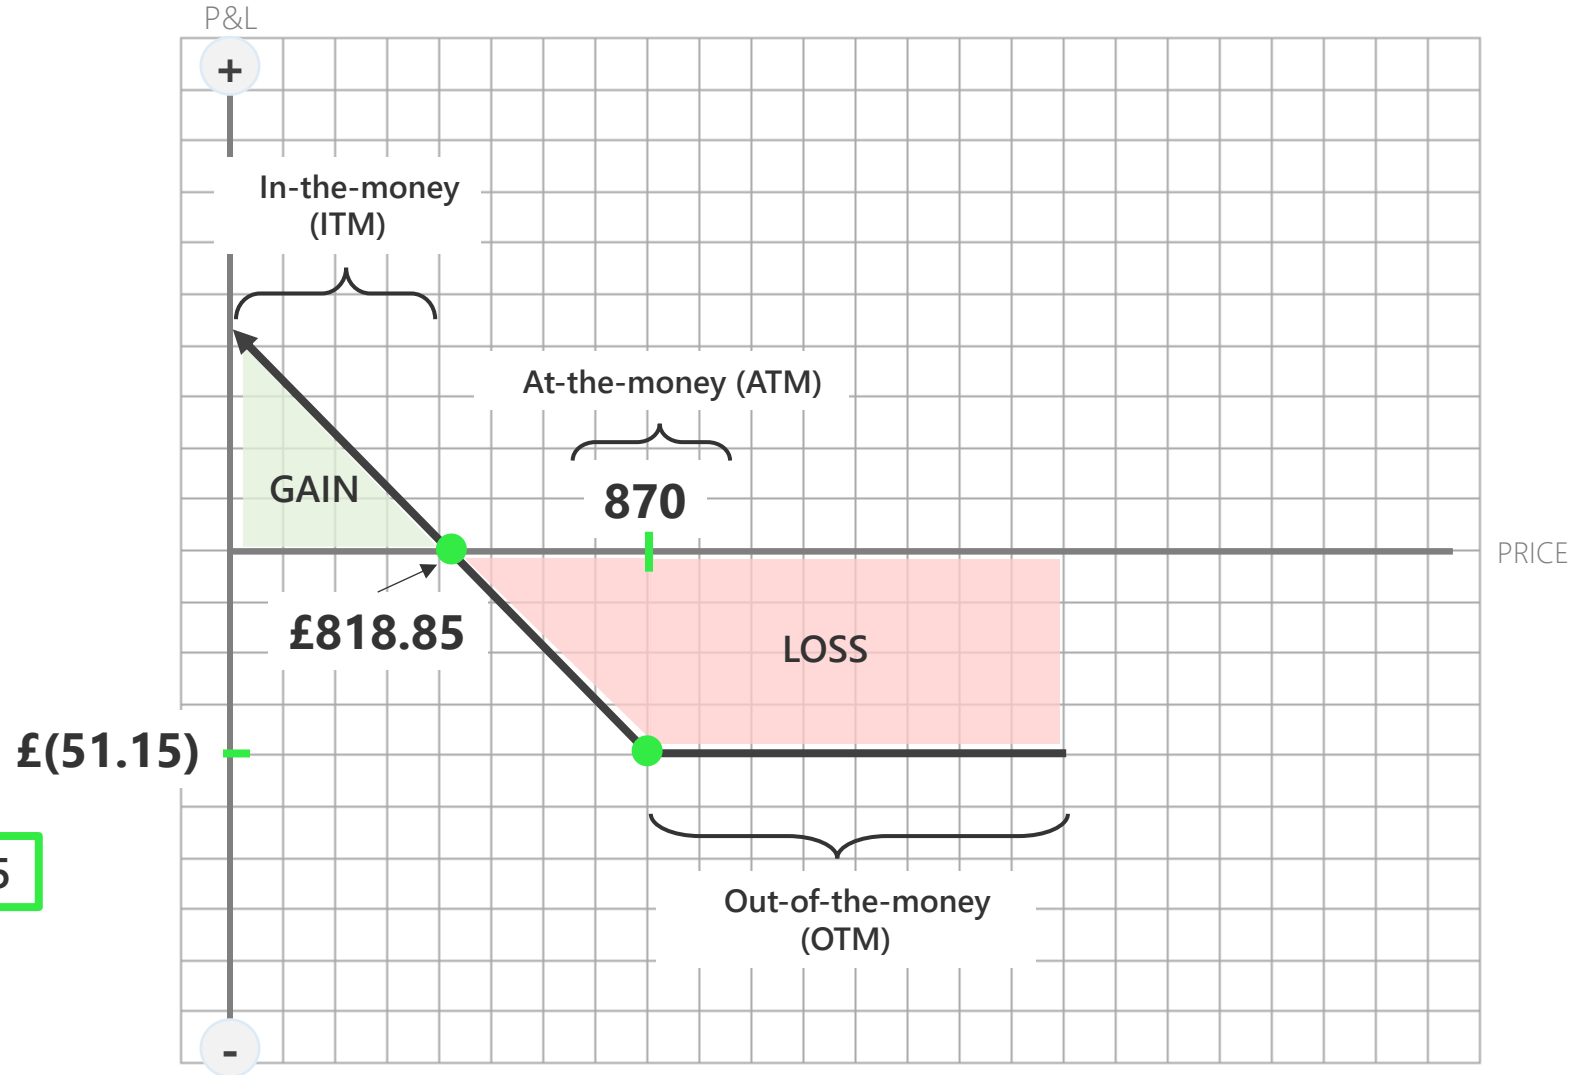 P&L
+
In-the-money
(ITM)
At-the-money (ATM)
870
GAIN
PRICE
£818.85
LOSS
£(51.15)
5
Out-of-the-money
(OTM)
-